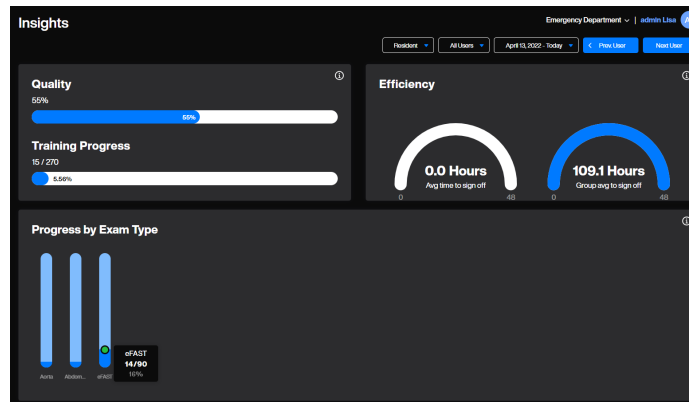 Insights
Emergency Department | admin Lisa A
Resident All Users April 13, 2022 - Today Prev. User Next User
Quality
55%
55%
Training Progress
15 / 270
5.56%
Efficiency
0.0 Hours
Avg time to sign off
0 48
109.1 Hours
Group avg to sign off
0 48
Progress by Exam Type
eFAST
14/90
16%
Aorta Abdom... eFAST